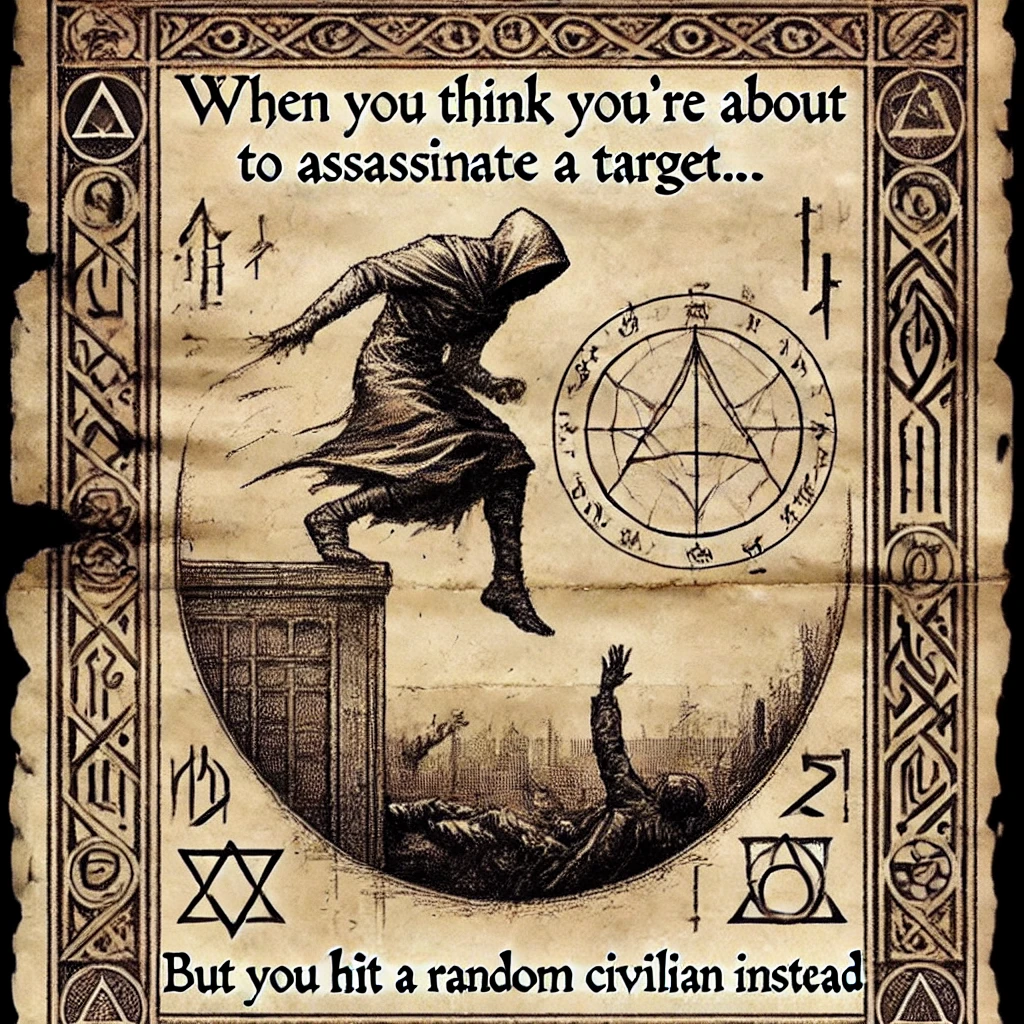 When you think you're about
to assassinate a target...
But you hit a random civilian instead